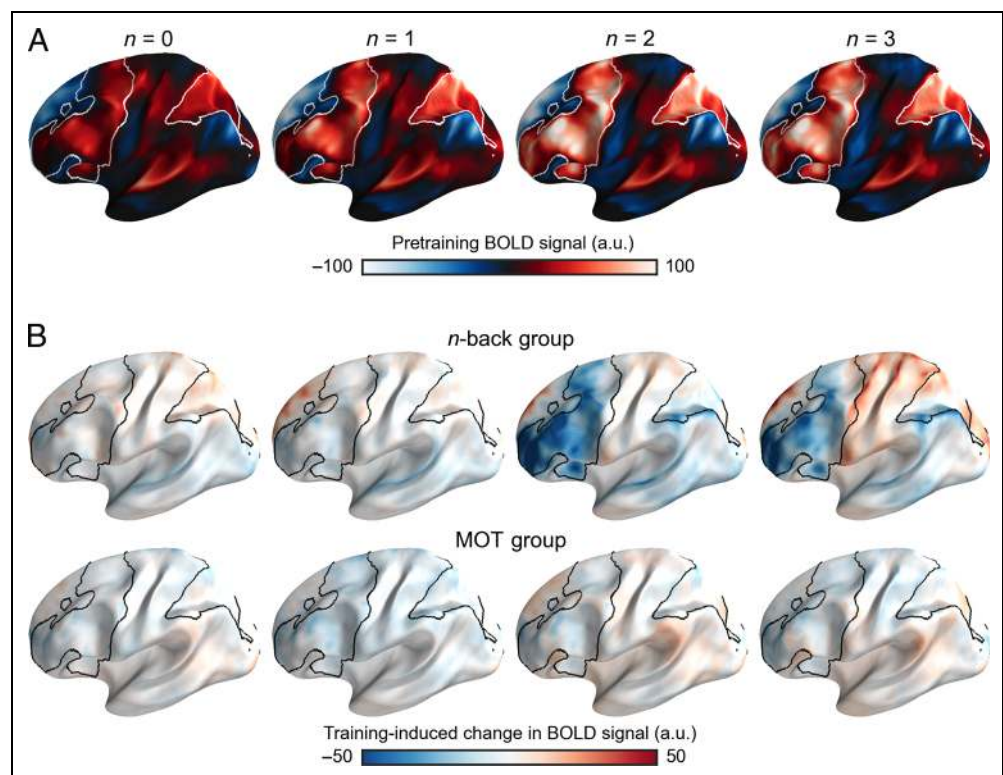 A
n = 0 n = 1 n = 2 n = 3
Pretraining BOLD signal (a.u.)
–100 100
B
n-back group
MOT group
Training-induced change in BOLD signal (a.u.)
–50 50